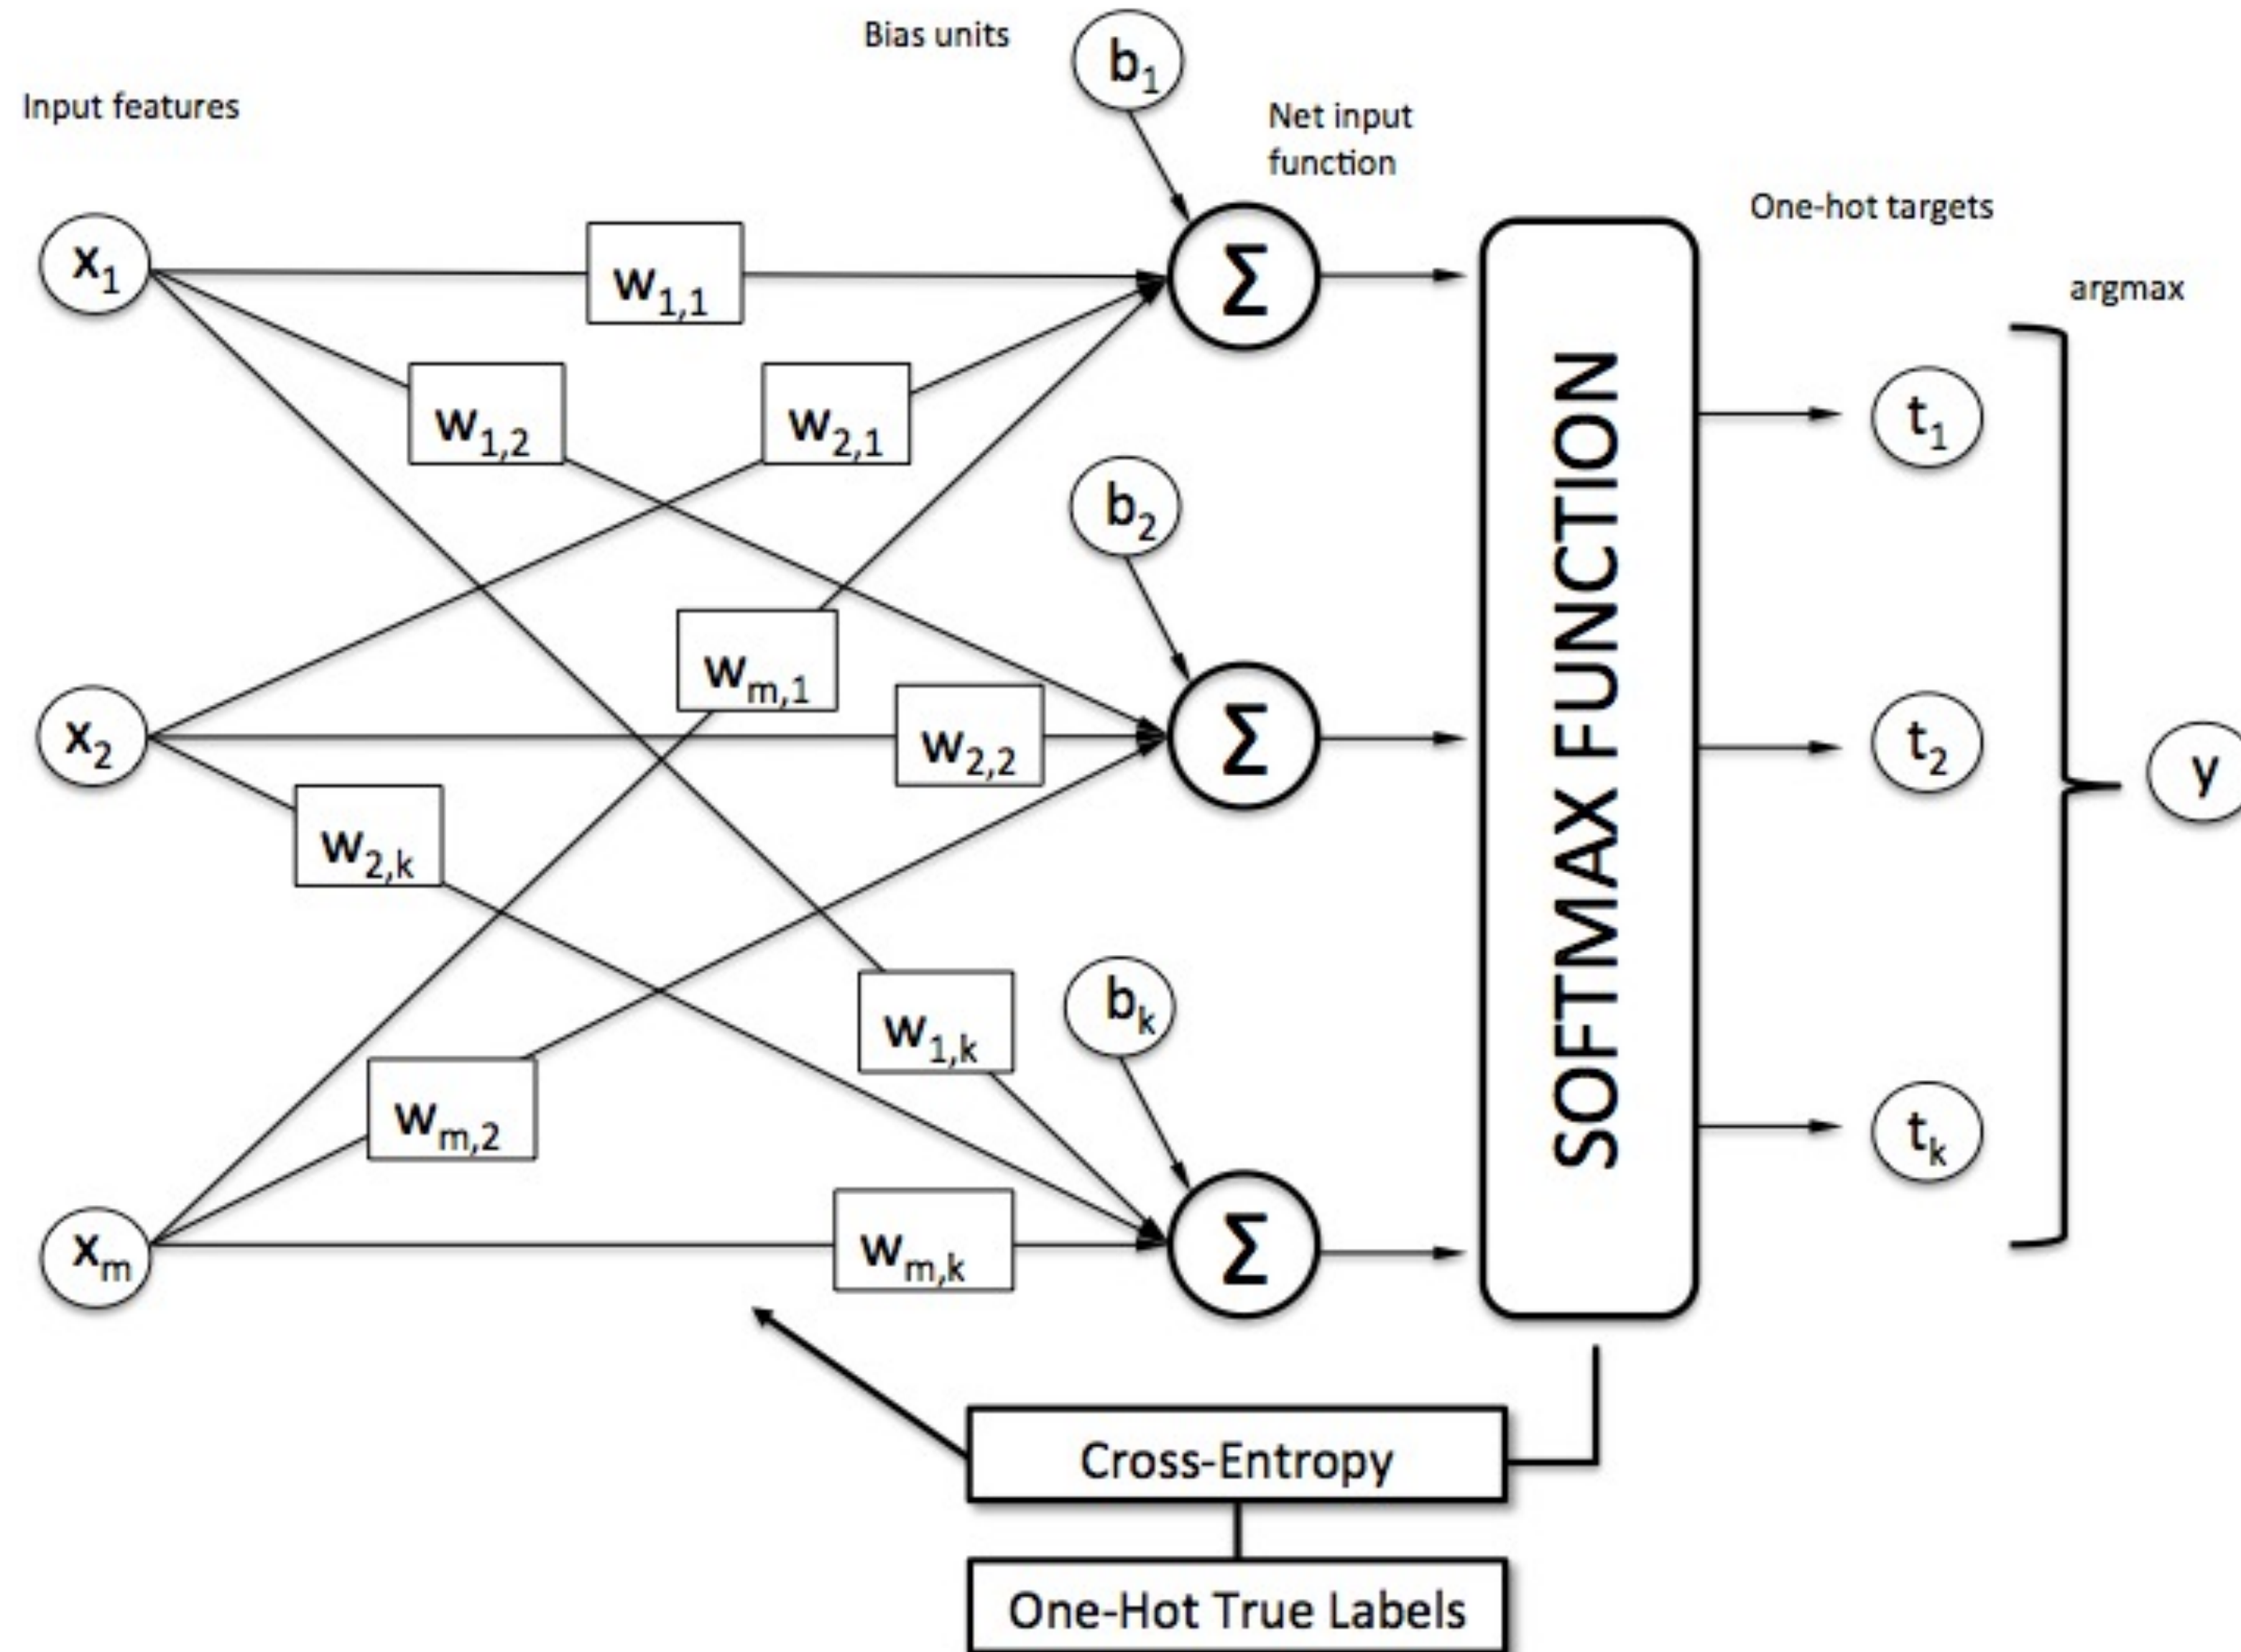 Bias units
b1
Input features
Net input
function
One-hot targets
argmax
x1
w1,1
Σ
w1,2
w2,1
t1
b2
wm,1
x2
w2,2
Σ
t2
y
w2,k
SOFTMAX FUNCTION
bk
w1,k
wm,2
tk
xm
wm,k
Σ
Cross-Entropy
One-Hot True Labels